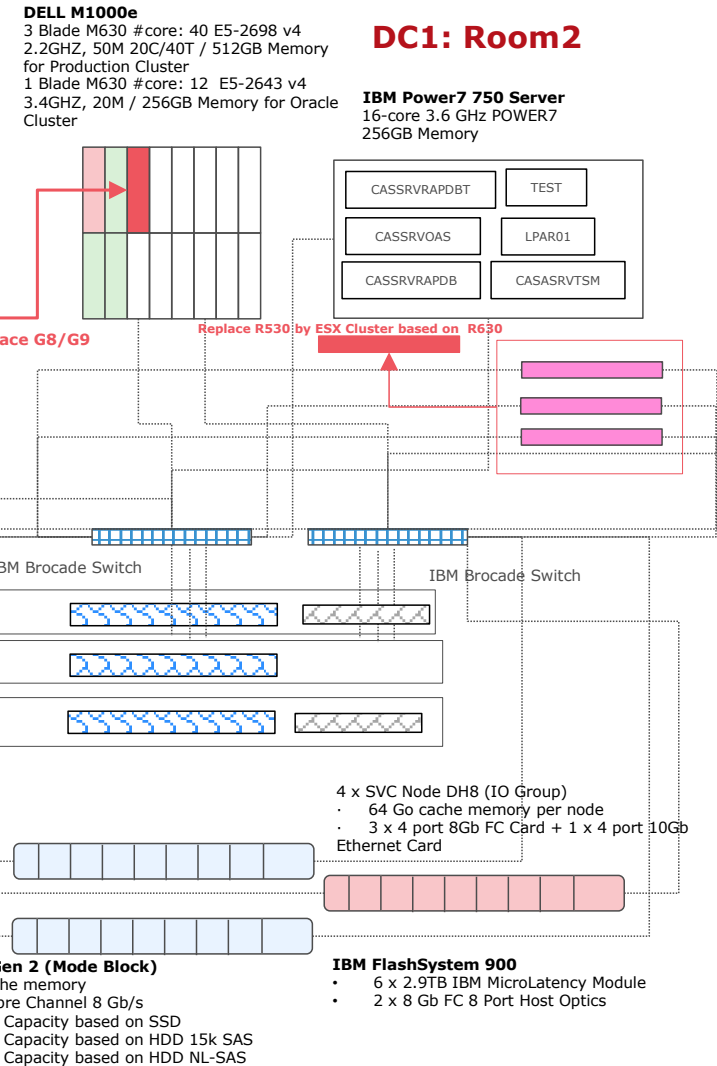 DELL M1000e
3 Blade M630 #core: 40 E5-2698 v4
2.2GHZ, 50M 20C/40T / 512GB Memory
for Production Cluster
1 Blade M630 #core: 12  E5-2643 v4
3.4GHZ, 20M / 256GB Memory for Oracle
Cluster
DC1: Room2
IBM Power7 750 Server
16-core 3.6 GHz POWER7
256GB Memory
CASSRVRAPDBT
TEST
CASSRVOAS
LPAR01
CASSRVRAPDB
CASASRVTSM
ace G8/G9
Replace R530 by ESX Cluster based on  R630
BM Brocade Switch
IBM Brocade Switch
4 x SVC Node DH8 (IO Group)
· 64 Go cache memory per node
· 3 x 4 port 8Gb FC Card + 1 x 4 port 10Gb
Ethernet Card
Gen 2 (Mode Block)
he memory
ore Channel 8 Gb/s
Capacity based on SSD
Capacity based on HDD 15k SAS
Capacity based on HDD NL-SAS
IBM FlashSystem 900
• 6 x 2.9TB IBM MicroLatency Module
• 2 x 8 Gb FC 8 Port Host Optics